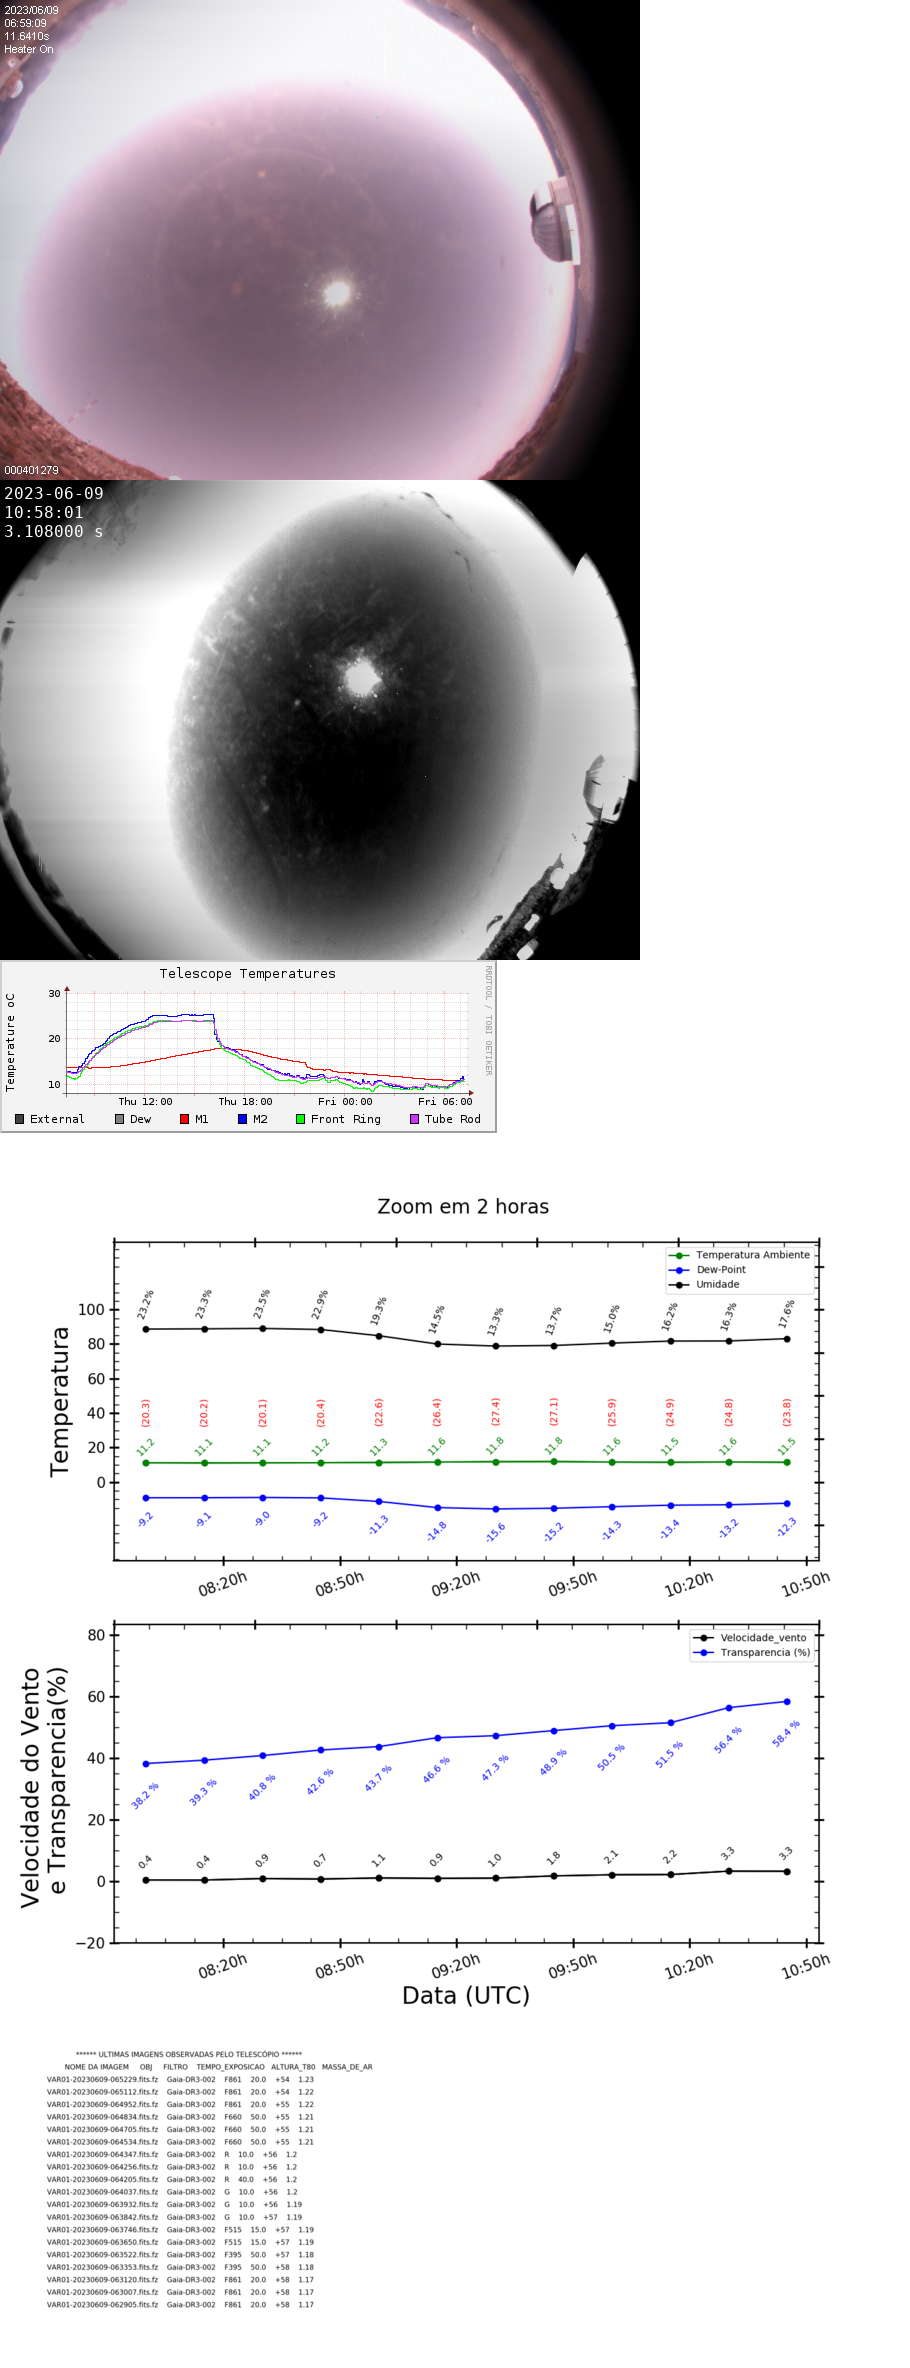 2023/06/09
06:59:09
11.6410s
Heater On
000401279
2023-06-09
10:58:01
3.108000 s
Telescope Temperatures
RRDTOOL / TOBI OETIKER
Temperature oC
30
20
10
Thu 12:00 Thu 18:00 Fri 00:00 Fri 06:00
External Dew M1 M2 Front Ring Tube Rod
Zoom em 2 horas
Temperatura Ambiente
Dew-Point
Umidade
Temperatura
100
80
60
40
20
0
23.2% 23.3% 23.5% 22.9% 19.3% 14.5% 13.3% 13.7% 15.0% 16.2% 16.3% 17.6%
(20.3) (20.2) (20.1) (20.4) (22.6) (26.4) (27.4) (27.1) (25.9) (24.9) (24.8) (23.8)
11.2 11.1 11.1 11.2 11.3 11.6 11.8 11.8 11.6 11.5 11.6 11.5
-9.2 -9.1 -9.0 -9.2 -11.3 -14.8 -15.6 -15.2 -14.3 -13.4 -13.2 -12.3
08:20h 08:50h 09:20h 09:50h 10:20h 10:50h
Velocidade_vento
Transparencia (%)
Velocidade do Vento
e Transparencia(%)
80
60
40
20
0
−20
38.2 % 39.3 % 40.8 % 42.6 % 43.7 % 46.6 % 47.3 % 48.9 % 50.5 % 51.5 % 56.4 % 58.4 %
0.4 0.4 0.9 0.7 1.1 0.9 1.0 1.8 2.1 2.2 3.3 3.3
08:20h 08:50h 09:20h 09:50h 10:20h 10:50h
Data (UTC)
****** ULTIMAS IMAGENS OBSERVADAS PELO TELESCÓPIO ******
NOME DA IMAGEM OBJ FILTRO TEMPO_EXPOSICAO ALTURA_T80 MASSA_DE_AR
VAR01-20230609-065229.fits.fz Gaia-DR3-002 F861 20.0 +54 1.23
VAR01-20230609-065112.fits.fz Gaia-DR3-002 F861 20.0 +54 1.22
VAR01-20230609-064952.fits.fz Gaia-DR3-002 F861 20.0 +55 1.22
VAR01-20230609-064834.fits.fz Gaia-DR3-002 F660 50.0 +55 1.21
VAR01-20230609-064705.fits.fz Gaia-DR3-002 F660 50.0 +55 1.21
VAR01-20230609-064534.fits.fz Gaia-DR3-002 F660 50.0 +55 1.21
VAR01-20230609-064347.fits.fz Gaia-DR3-002 R 10.0 +56 1.2
VAR01-20230609-064256.fits.fz Gaia-DR3-002 R 10.0 +56 1.2
VAR01-20230609-064205.fits.fz Gaia-DR3-002 R 40.0 +56 1.2
VAR01-20230609-064037.fits.fz Gaia-DR3-002 G 10.0 +56 1.2
VAR01-20230609-063932.fits.fz Gaia-DR3-002 G 10.0 +56 1.19
VAR01-20230609-063842.fits.fz Gaia-DR3-002 G 10.0 +57 1.19
VAR01-20230609-063746.fits.fz Gaia-DR3-002 F515 15.0 +57 1.19
VAR01-20230609-063650.fits.fz Gaia-DR3-002 F515 15.0 +57 1.19
VAR01-20230609-063522.fits.fz Gaia-DR3-002 F395 50.0 +57 1.18
VAR01-20230609-063353.fits.fz Gaia-DR3-002 F395 50.0 +58 1.18
VAR01-20230609-063120.fits.fz Gaia-DR3-002 F861 20.0 +58 1.17
VAR01-20230609-063007.fits.fz Gaia-DR3-002 F861 20.0 +58 1.17
VAR01-20230609-062905.fits.fz Gaia-DR3-002 F861 20.0 +58 1.17